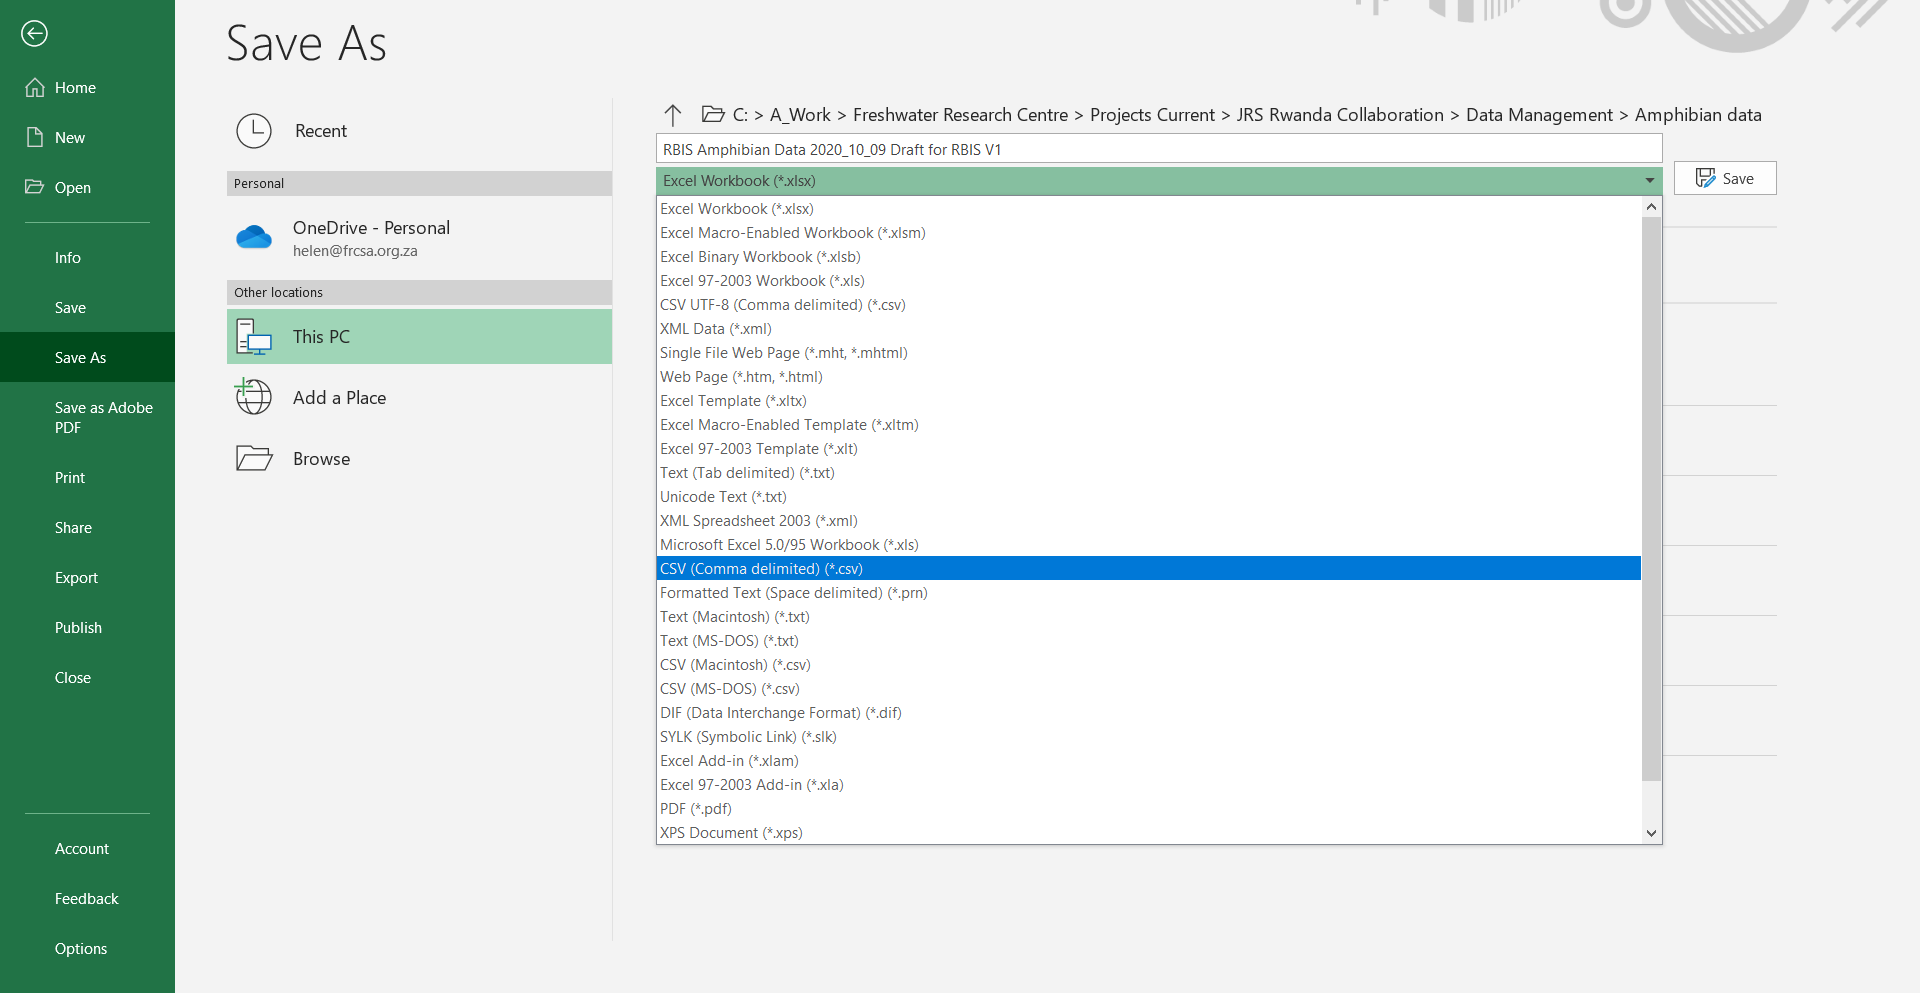 Save As
Home
New
Open
Info
Save
Save As
Save as Adobe
PDF
Print
Share
Export
Publish
Close
Account
Feedback
Options
Recent
Personal
OneDrive - Personal
helen@frcsa.org.za
Other locations
This PC
Add a Place
Browse
C: > A_Work > Freshwater Research Centre > Projects Current > JRS Rwanda Collaboration > Data Management > Amphibian data
RBIS Amphibian Data 2020_10_09 Draft for RBIS V1
Excel Workbook (*.xlsx)
Save
Excel Workbook (*.xlsx)
Excel Macro-Enabled Workbook (*.xlsm)
Excel Binary Workbook (*.xlsb)
Excel 97-2003 Workbook (*.xls)
CSV UTF-8 (Comma delimited) (*.csv)
XML Data (*.xml)
Single File Web Page (*.mht, *.mhtml)
Web Page (*.htm, *.html)
Excel Template (*.xltx)
Excel Macro-Enabled Template (*.xltm)
Excel 97-2003 Template (*.xlt)
Text (Tab delimited) (*.txt)
Unicode Text (*.txt)
XML Spreadsheet 2003 (*.xml)
Microsoft Excel 5.0/95 Workbook (*.xls)
CSV (Comma delimited) (*.csv)
Formatted Text (Space delimited) (*.prn)
Text (Macintosh) (*.txt)
Text (MS-DOS) (*.txt)
CSV (Macintosh) (*.csv)
CSV (MS-DOS) (*.csv)
DIF (Data Interchange Format) (*.dif)
SYLK (Symbolic Link) (*.slk)
Excel Add-in (*.xlam)
Excel 97-2003 Add-in (*.xla)
PDF (*.pdf)
XPS Document (*.xps)